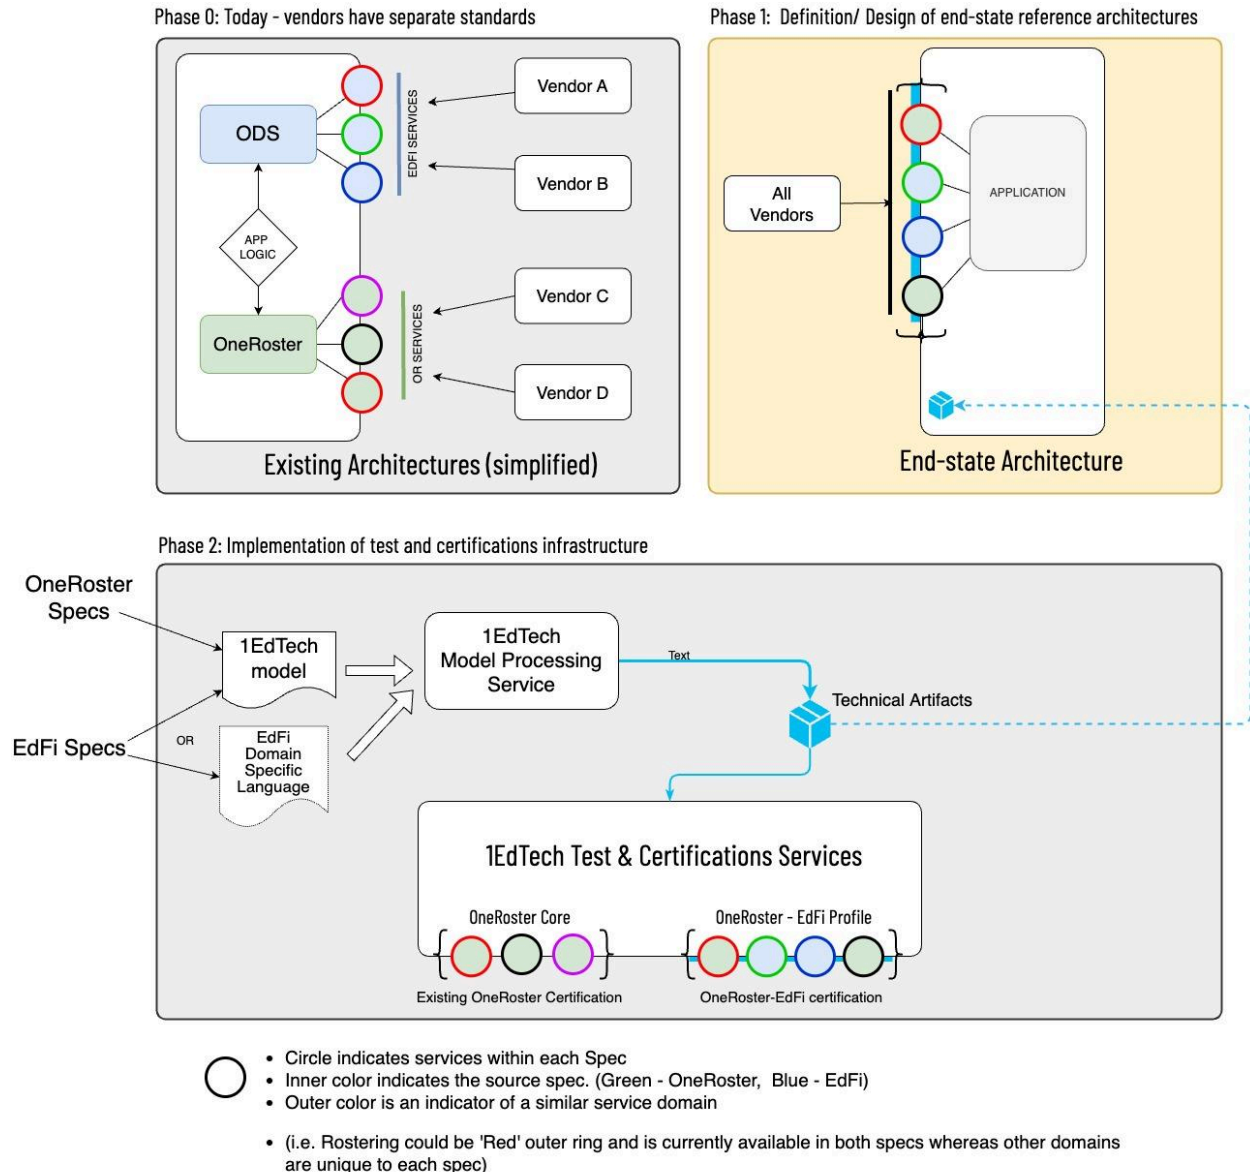 Phase 0: Today - vendors have separate standards
ODS
APP
LOGIC
OneRoster
EDFI SERVICES
OR SERVICES
Vendor A
Vendor B
Vendor C
Vendor D
Existing Architectures (simplified)
Phase 1: Definition/ Design of end-state reference architectures
All
Vendors
APPLICATION
End-state Architecture
Phase 2: Implementation of test and certifications infrastructure
OneRoster
Specs
EdFi Specs
OR
1EdTech
model
EdFi
Domain
Specific
Language
1EdTech
Model Processing
Service
Text
Technical Artifacts
1EdTech Test & Certifications Services
OneRoster Core
Existing OneRoster Certification
OneRoster - EdFi Profile
OneRoster-EdFi certification
• Circle indicates services within each Spec
• Inner color indicates the source spec. (Green - OneRoster, Blue - EdFi)
• Outer color is an indicator of a similar service domain
• (i.e. Rostering could be 'Red' outer ring and is currently available in both specs whereas other domains
are unique to each spec)